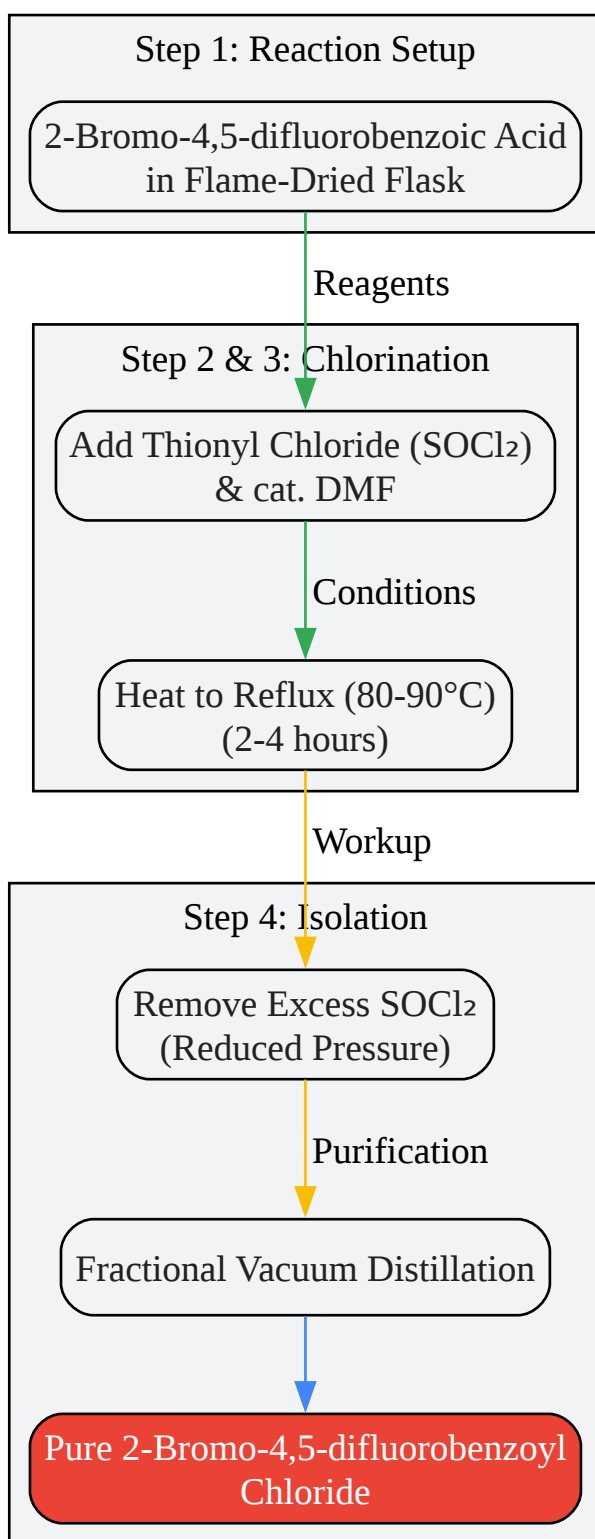 Step 1: Reaction Setup
2-Bromo-4,5-difluorobenzoic Acid
in Flame-Dried Flask
Reagents
Step 2 & 3: Chlorination
Add Thionyl Chloride (SOCl₂)
& cat. DMF
Conditions
Heat to Reflux (80-90°C)
(2-4 hours)
Workup
Step 4: Isolation
Remove Excess SOCl₂
(Reduced Pressure)
Purification
Fractional Vacuum Distillation
Pure 2-Bromo-4,5-difluorobenzoyl
Chloride